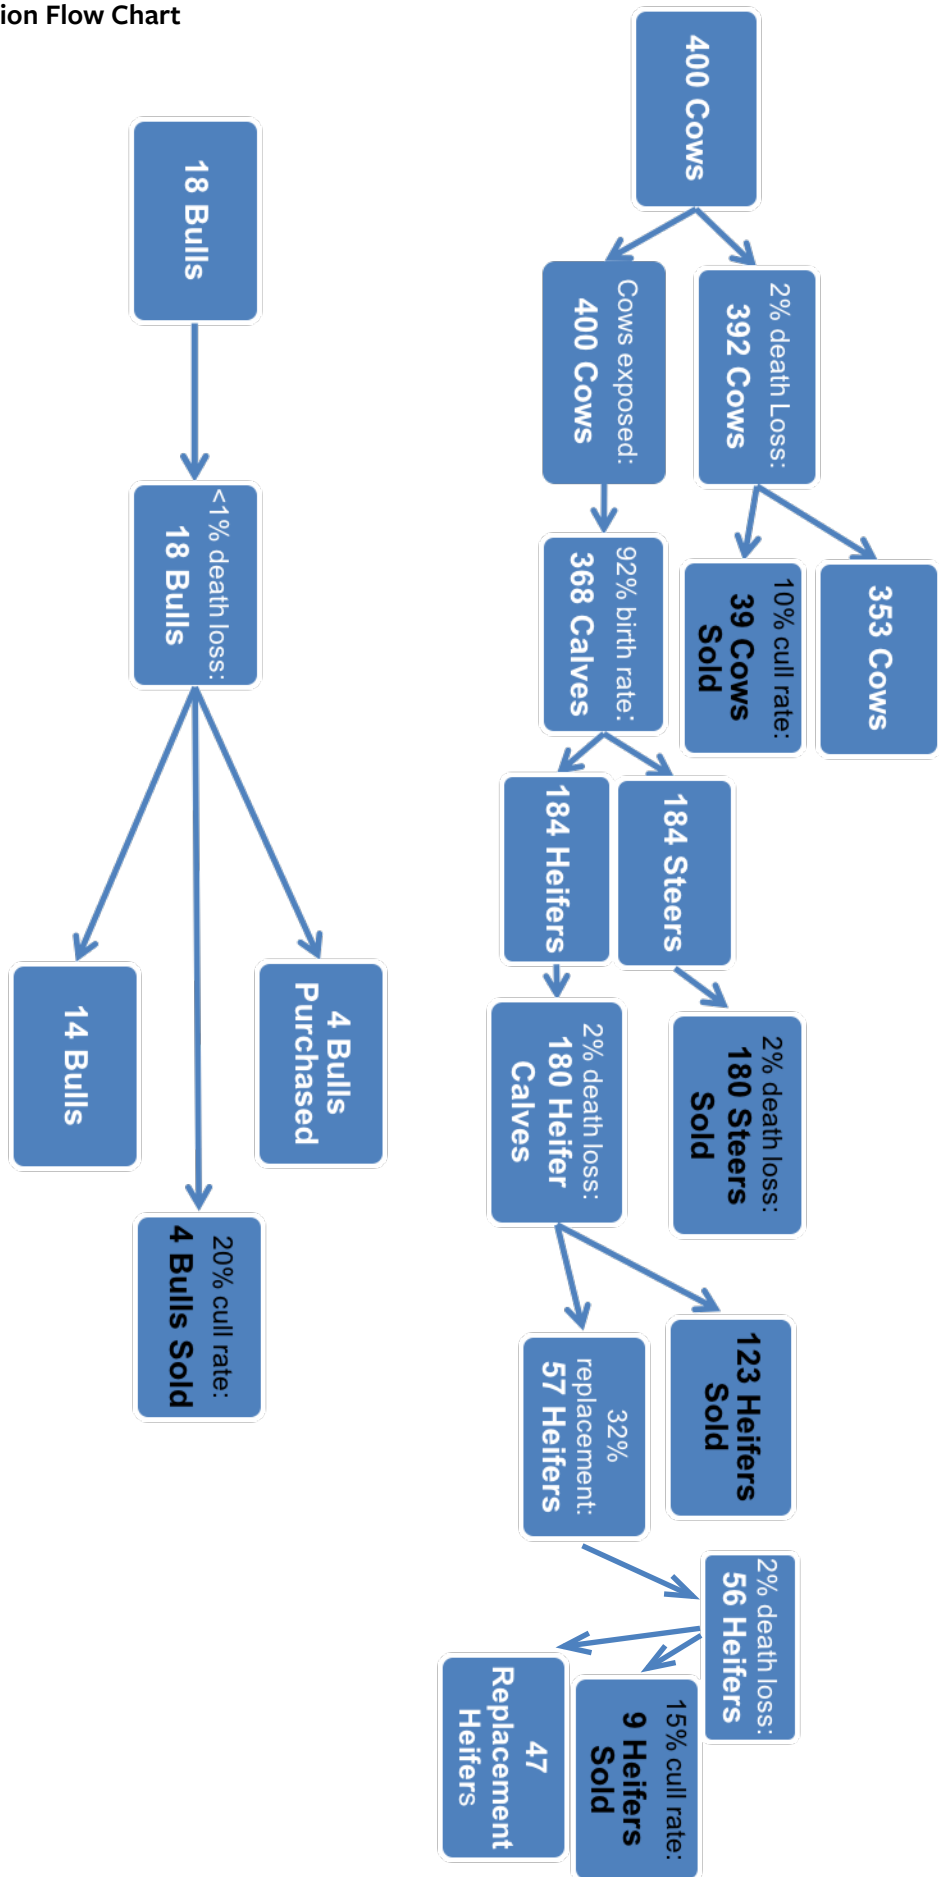 ion Flow Chart
400 Cows
2% death Loss:
392 Cows
Cows exposed:
400 Cows
353 Cows
10% cull rate:
39 Cows
Sold
92% birth rate:
368 Calves
184 Steers
184 Heifers
2% death loss:
180 Steers
Sold
2% death loss:
180 Heifer
Calves
123 Heifers
Sold
32%
replacement:
57 Heifers
2% death loss:
56 Heifers
15% cull rate:
9 Heifers
Sold
47
Replacement
Heifers
18 Bulls
<1% death loss:
18 Bulls
4 Bulls
Purchased
20% cull rate:
4 Bulls Sold
14 Bulls